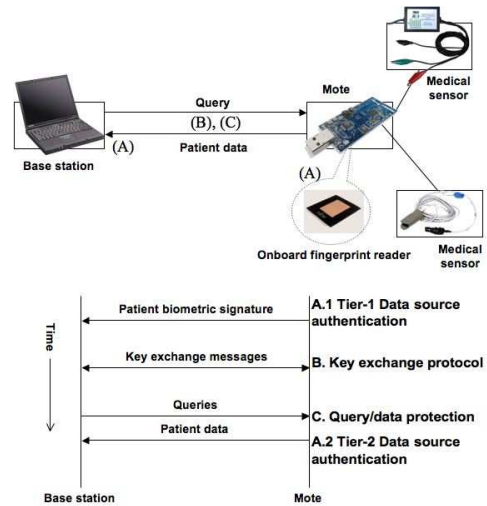 Medical
sensor
Query
Mote
(B), (C)
Patient data
(A)
Base station
(A)
Onboard fingerprint reader
Medical
sensor
Patient biometric signature
A.1 Tier-1 Data source
authentication
Time
Key exchange messages
B. Key exchange protocol
Queries
C. Query/data protection
Patient data
A.2 Tier-2 Data source
authentication
Base station
Mote